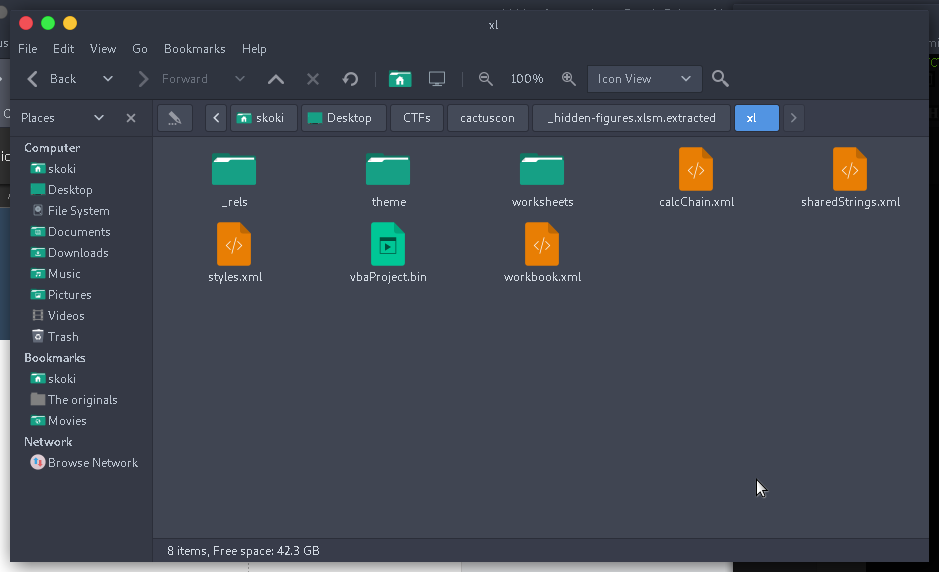 xl
File Edit View Go Bookmarks Help
Back Forward 100% Icon View
Places skoki Desktop CTFs cactuscon _hidden-figures.xlsm.extracted xl
Computer
skoki
Desktop
File System
Documents
Downloads
Music
Pictures
Videos
Trash
Bookmarks
skoki
The originals
Movies
Network
Browse Network
_rels theme worksheets calcChain.xml sharedStrings.xml
styles.xml vbaProject.bin workbook.xml
8 items, Free space: 42.3 GB